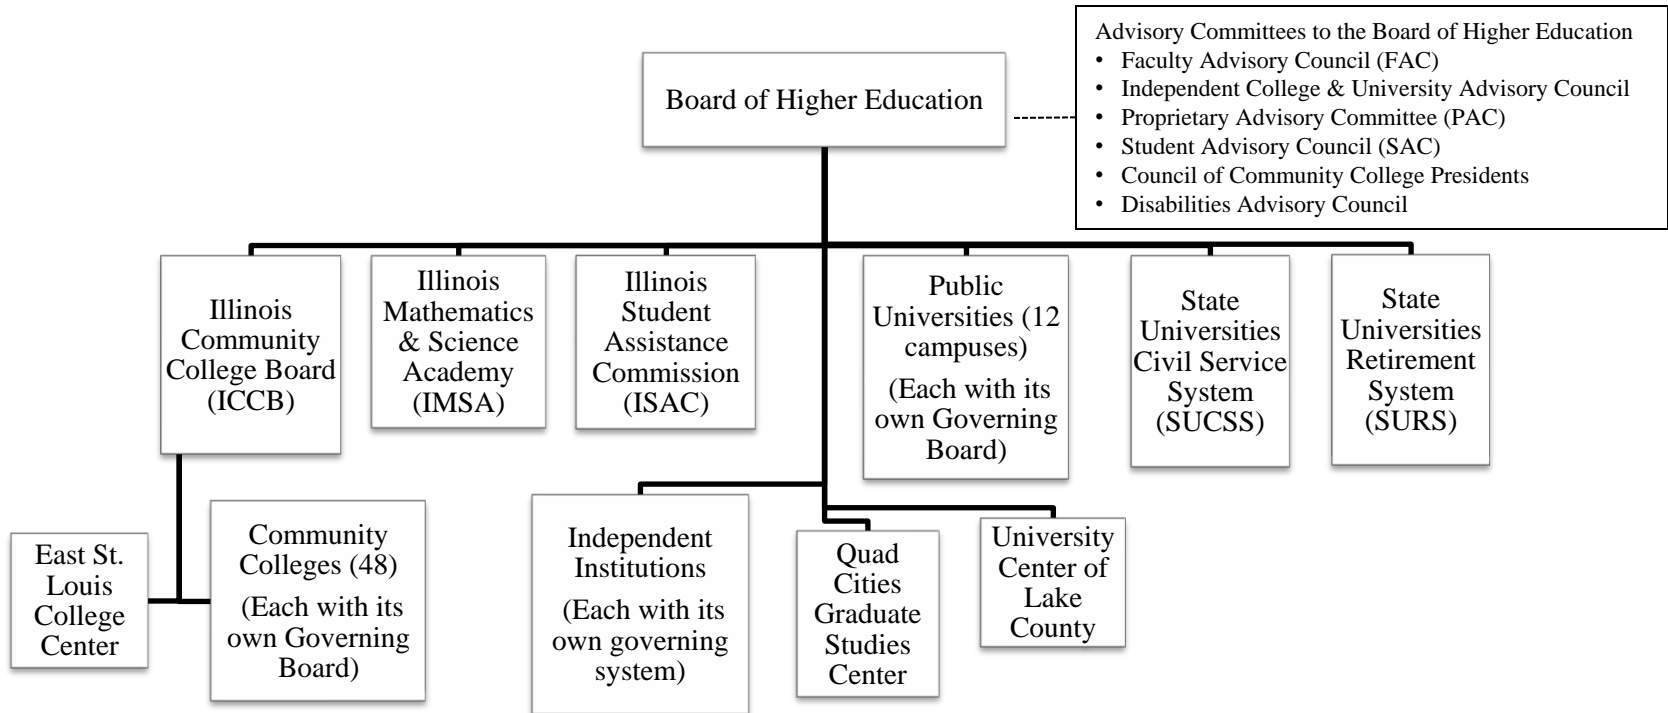 Advisory Committees to the Board of Higher Education
• Faculty Advisory Council (FAC)
• Independent College & University Advisory Council
• Proprietary Advisory Committee (PAC)
• Student Advisory Council (SAC)
• Council of Community College Presidents
• Disabilities Advisory Council
Board of Higher Education
Illinois
Community
College Board
(ICCB)
Illinois
Mathematics
& Science
Academy
(IMSA)
Illinois
Student
Assistance
Commission
(ISAC)
Public
Universities (12
campuses)
(Each with its
own Governing
Board)
State
Universities
Civil Service
System
(SUCSS)
State
Universities
Retirement
System
(SURS)
East St.
Louis
College
Center
Community
Colleges (48)
(Each with its
own Governing
Board)
Independent
Institutions
(Each with its
own governing
system)
Quad
Cities
Graduate
Studies
Center
University
Center of
Lake
County